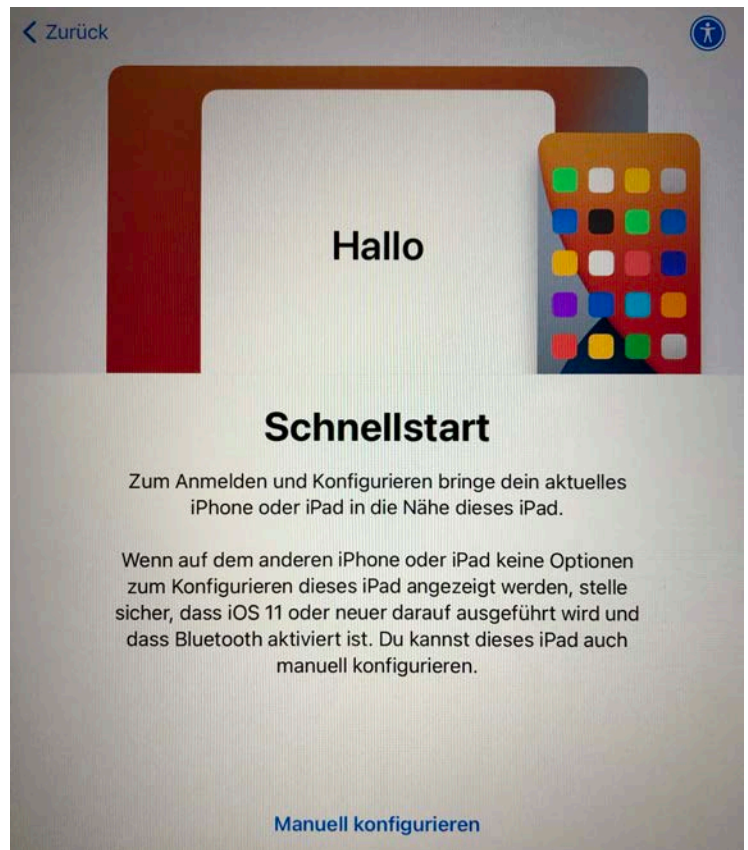 Zurück
Hallo
Schnellstart
Zum Anmelden und Konfigurieren bringe dein aktuelles
iPhone oder iPad in die Nähe dieses iPad.
Wenn auf dem anderen iPhone oder iPad keine Optionen
zum Konfigurieren dieses iPad angezeigt werden, stelle
sicher, dass iOS 11 oder neuer darauf ausgeführt wird und
dass Bluetooth aktiviert ist. Du kannst dieses iPad auch
manuell konfigurieren.
Manuell konfigurieren